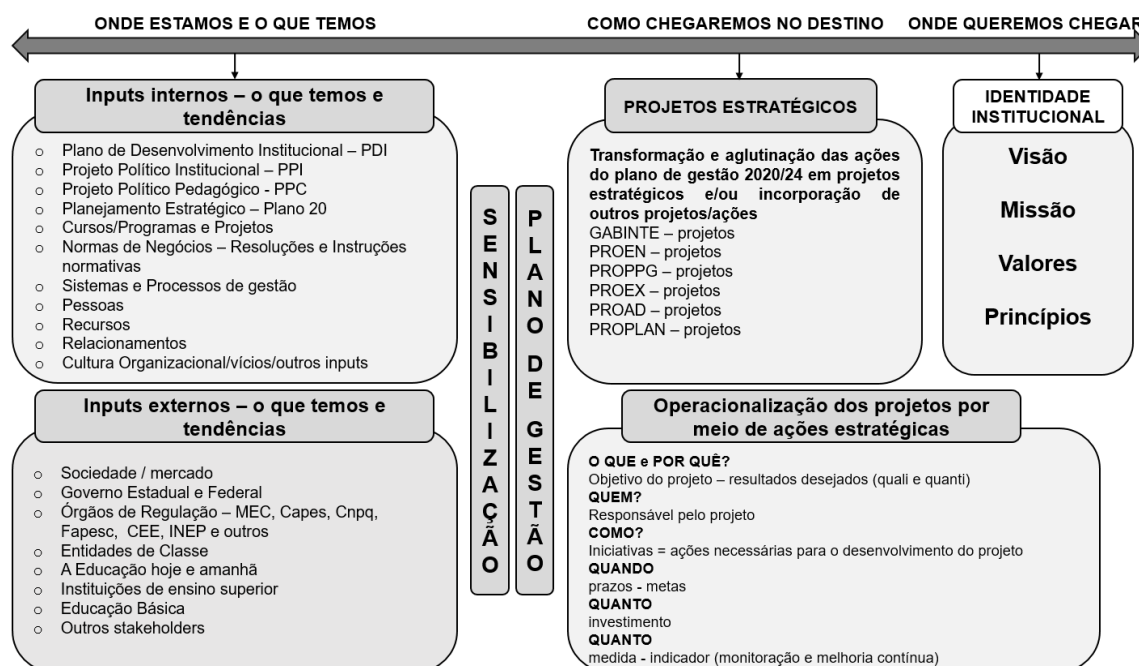 ONDE ESTAMOS E O QUE TEMOS
COMO CHEGAREMOS NO DESTINO
ONDE QUEREMOS CHEGAR
Inputs internos – o que temos e
tendências
o Plano de Desenvolvimento Institucional – PDI
o Projeto Político Institucional – PPI
o Projeto Político Pedagógico - PPC
o Planejamento Estratégico – Plano 20
o Cursos/Programas e Projetos
o Normas de Negócios – Resoluções e Instruções
normativas
o Sistemas e Processos de gestão
o Pessoas
o Recursos
o Relacionamentos
o Cultura Organizacional/vícios/outros inputs
Inputs externos – o que temos e
tendências
o Sociedade / mercado
o Governo Estadual e Federal
o Órgãos de Regulação – MEC, Capes, Cnpq,
Fapesc, CEE, INEP e outros
o Entidades de Classe
o A Educação hoje e amanhã
o Instituições de ensino superior
o Educação Básica
o Outros stakeholders
SENSIBILIZAÇÃO
PLANO DE GESTÃO
PROJETOS ESTRATÉGICOS
Transformação e aglutinação das ações
do plano de gestão 2020/24 em projetos
estratégicos e/ou incorporação de
outros projetos/ações
GABINTE – projetos
PROEN – projetos
PROPPG – projetos
PROEX – projetos
PROAD – projetos
PROPLAN – projetos
IDENTIDADE
INSTITUCIONAL
Visão
Missão
Valores
Princípios
Operacionalização dos projetos por
meio de ações estratégicas
O QUE e POR QUÊ?
Objetivo do projeto – resultados desejados (quali e quanti)
QUEM?
Responsável pelo projeto
COMO?
Iniciativas = ações necessárias para o desenvolvimento do projeto
QUANDO
prazos - metas
QUANTO
investimento
QUANTO
medida - indicador (monitoração e melhoria contínua)